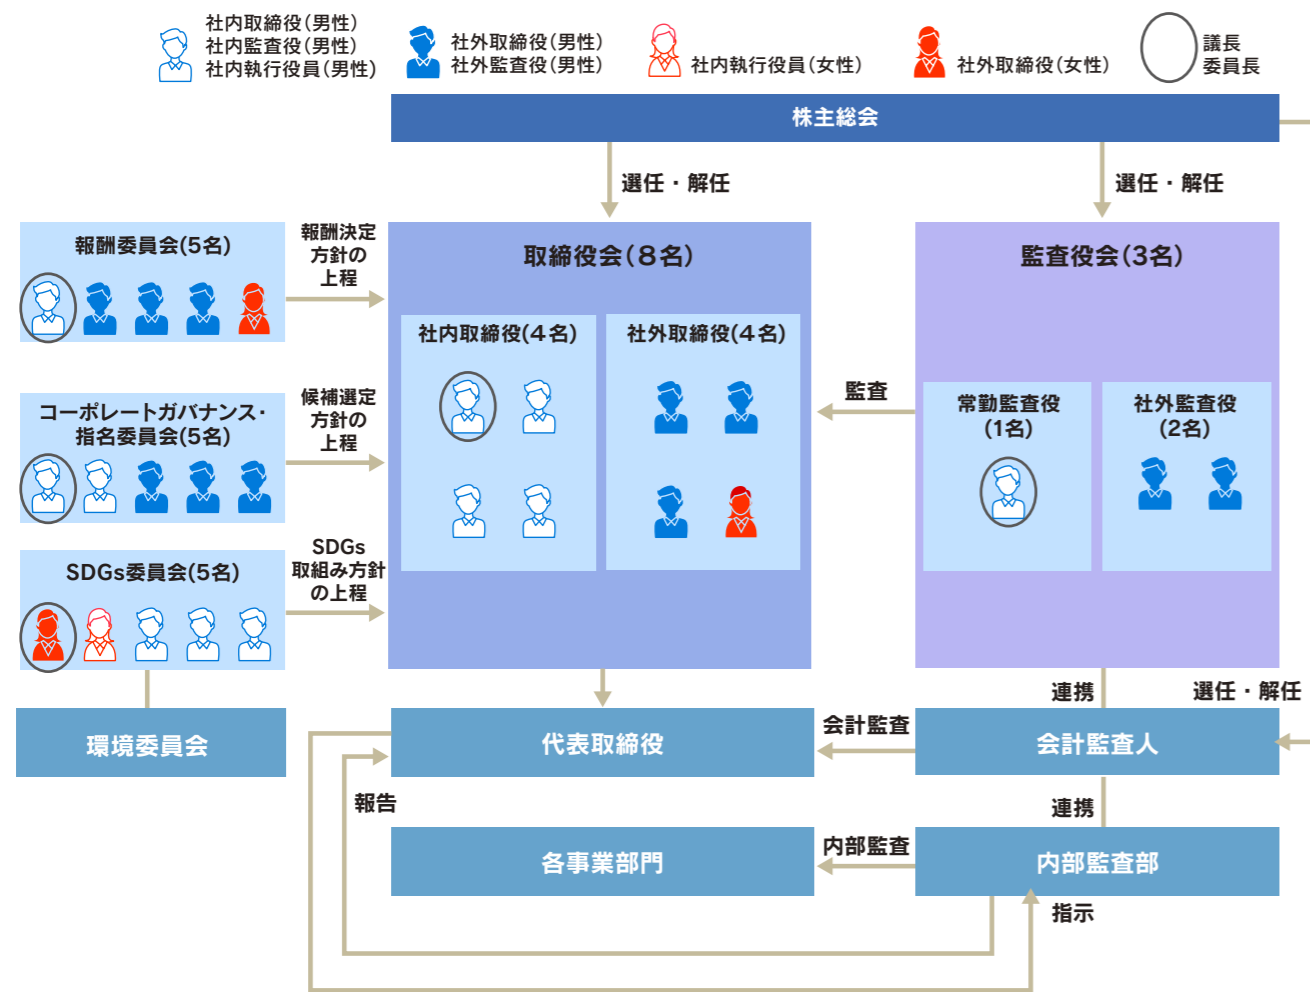 社内取締役(男性)
社内監査役(男性)
社内執行役員(男性)
社外取締役(男性)
社外監査役(男性)
社内執行役員(女性)
社外取締役(女性)
議長
委員長
株主総会
選任・解任
選任・解任
報酬委員会(5名)
報酬決定
方針の
上程
取締役会(8名)
監査役会(3名)
社内取締役(4名)
社外取締役(4名)
監査
常勤監査役
(1名)
社外監査役
(2名)
コーポレートガバナンス・
指名委員会(5名)
候補選定
方針の
上程
SDGs委員会(5名)
SDGs
取組み方針
の上程
連携
選任・解任
環境委員会
代表取締役
会計監査
会計監査人
報告
連携
各事業部門
内部監査
内部監査部
指示